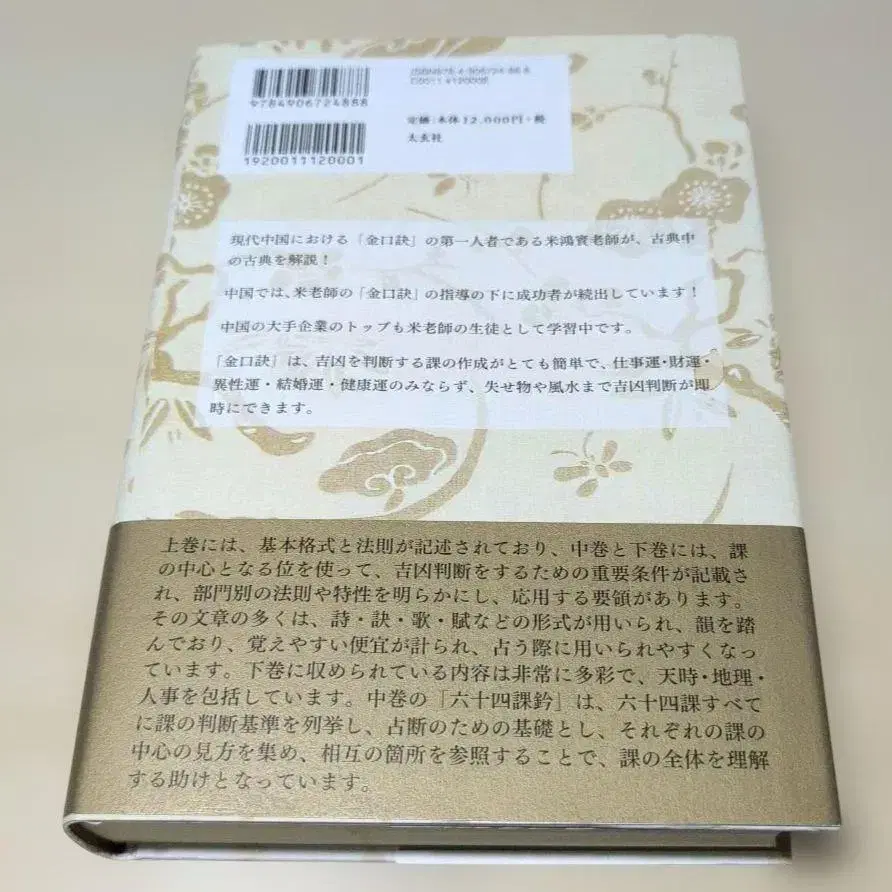 ISBN978-4-906724-88-8
9784906724888
定価:本体12,000円+税
太玄社
1920011120001
現代中国における「金口訣」の第一人者である米鴻賓老師が、古典中
の古典を解説！
中国では、米老師の「金口訣」の指導の下に成功者が続出しています！
中国の大手企業のトップも米老師の生徒として学習中です。
「金口訣」は、吉凶を判断する課の作成がとても簡単で、仕事運・財運・
異性運・結婚運・健康運のみならず、失せ物や風水まで吉凶判断が即
時にできます。
上巻には、基本格式と法則が記述されており、中巻と下巻には、課
の中心となる位を使って、吉凶判断をするための重要条件が記載さ
れ、部門別の法則や特性を明らかにし、応用する要領があります。
その文章の多くは、詩・訣・歌・賦などの形式が用いられ、韻を踏
んでおり、覚えやすい便宜が計られ、占う際に用いられやすくなっ
ています。下巻に収められている内容は非常に多彩で、天時・地理・
人事を包括しています。中巻の「六十四課鈐」は、六十四課すべて
に課の判断基準を列挙し、占断のための基礎とし、それぞれの課の
中心の見方を集め、相互の箇所を参照することで、課の全体を理解
する助けとなっています。